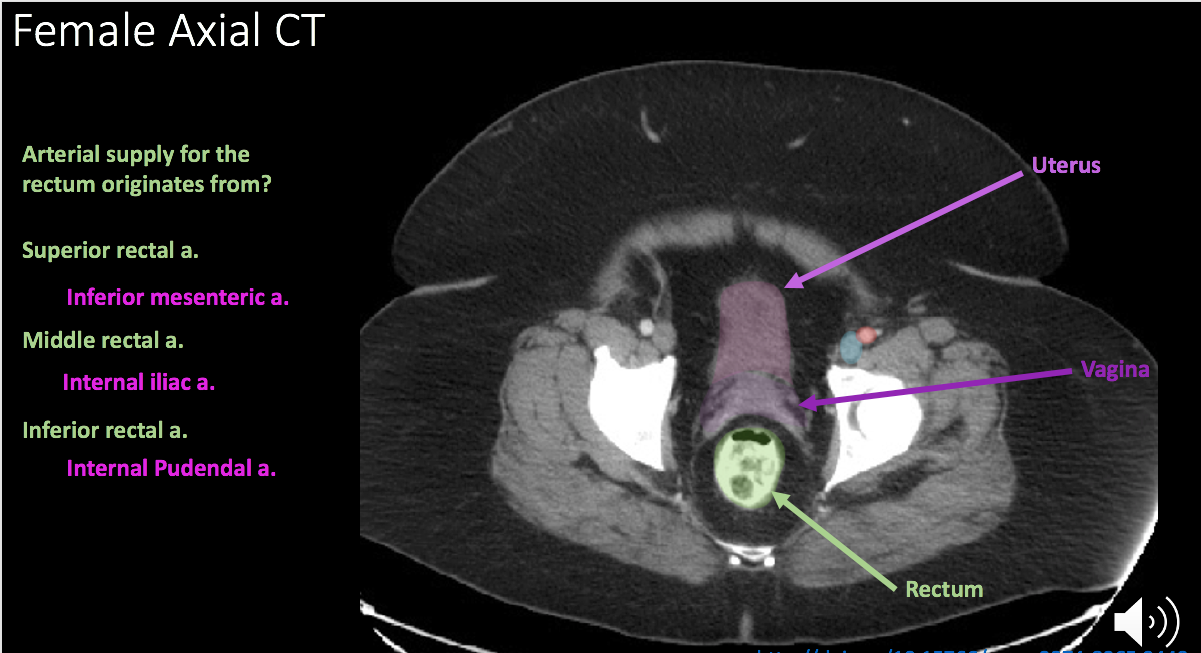 Female Axial CT
Arterial supply for the
rectum originates from?
Superior rectal a.
Inferior mesenteric a.
Middle rectal a.
Internal iliac a.
Inferior rectal a.
Internal Pudendal a.
Uterus
Vagina
Rectum